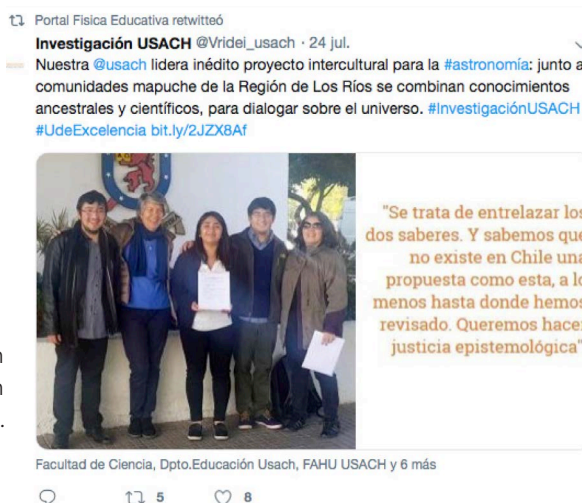 Portal Fisica Educativa retwitteó
Investigación USACH @Vridei_usach · 24 jul.
Nuestra @usach lidera inédito proyecto intercultural para la #astronomía: junto a
comunidades mapuche de la Región de Los Ríos se combinan conocimientos
ancestrales y científicos, para dialogar sobre el universo. #InvestigaciónUSACH
#UdeExcelencia bit.ly/2JZX8Af
"Se trata de entrelazar los
dos saberes. Y sabemos que
no existe en Chile una
propuesta como esta, a lo
menos hasta donde hemos
revisado. Queremos hacer
justicia epistemológica"
Facultad de Ciencia, Dpto.Educación Usach, FAHU USACH y 6 más
5 8